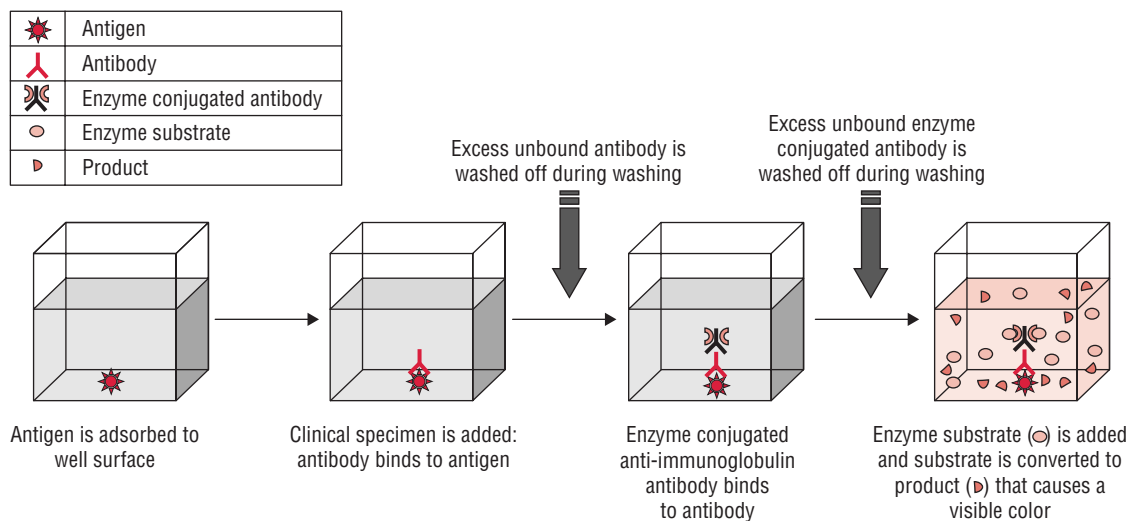 Antigen
Antibody
Enzyme conjugated antibody
Enzyme substrate
Product
Excess unbound antibody is
washed off during washing
Excess unbound enzyme
conjugated antibody is
washed off during washing
Antigen is adsorbed to
well surface
Clinical specimen is added:
antibody binds to antigen
Enzyme conjugated
anti-immunoglobulin
antibody binds
to antibody
Enzyme substrate ( ) is added
and substrate is converted to
product ( ) that causes a
visible color